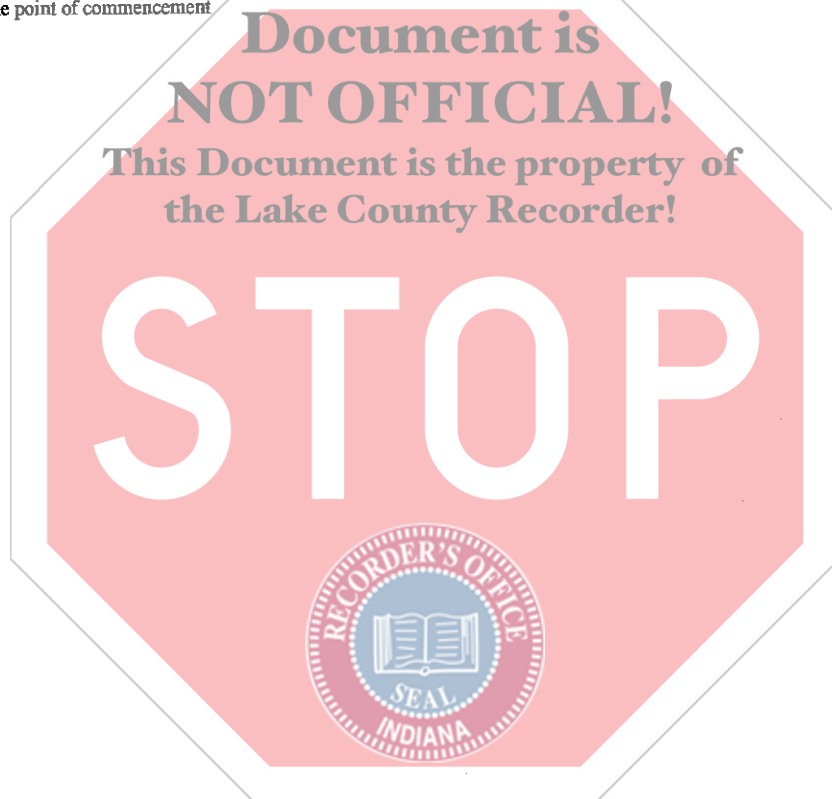 point of commencement
Document is
NOT OFFICIAL!
This Document is the property of
the Lake County Recorder!
STOP
RECORDER'S OFFICE
SEAL
INDIANA